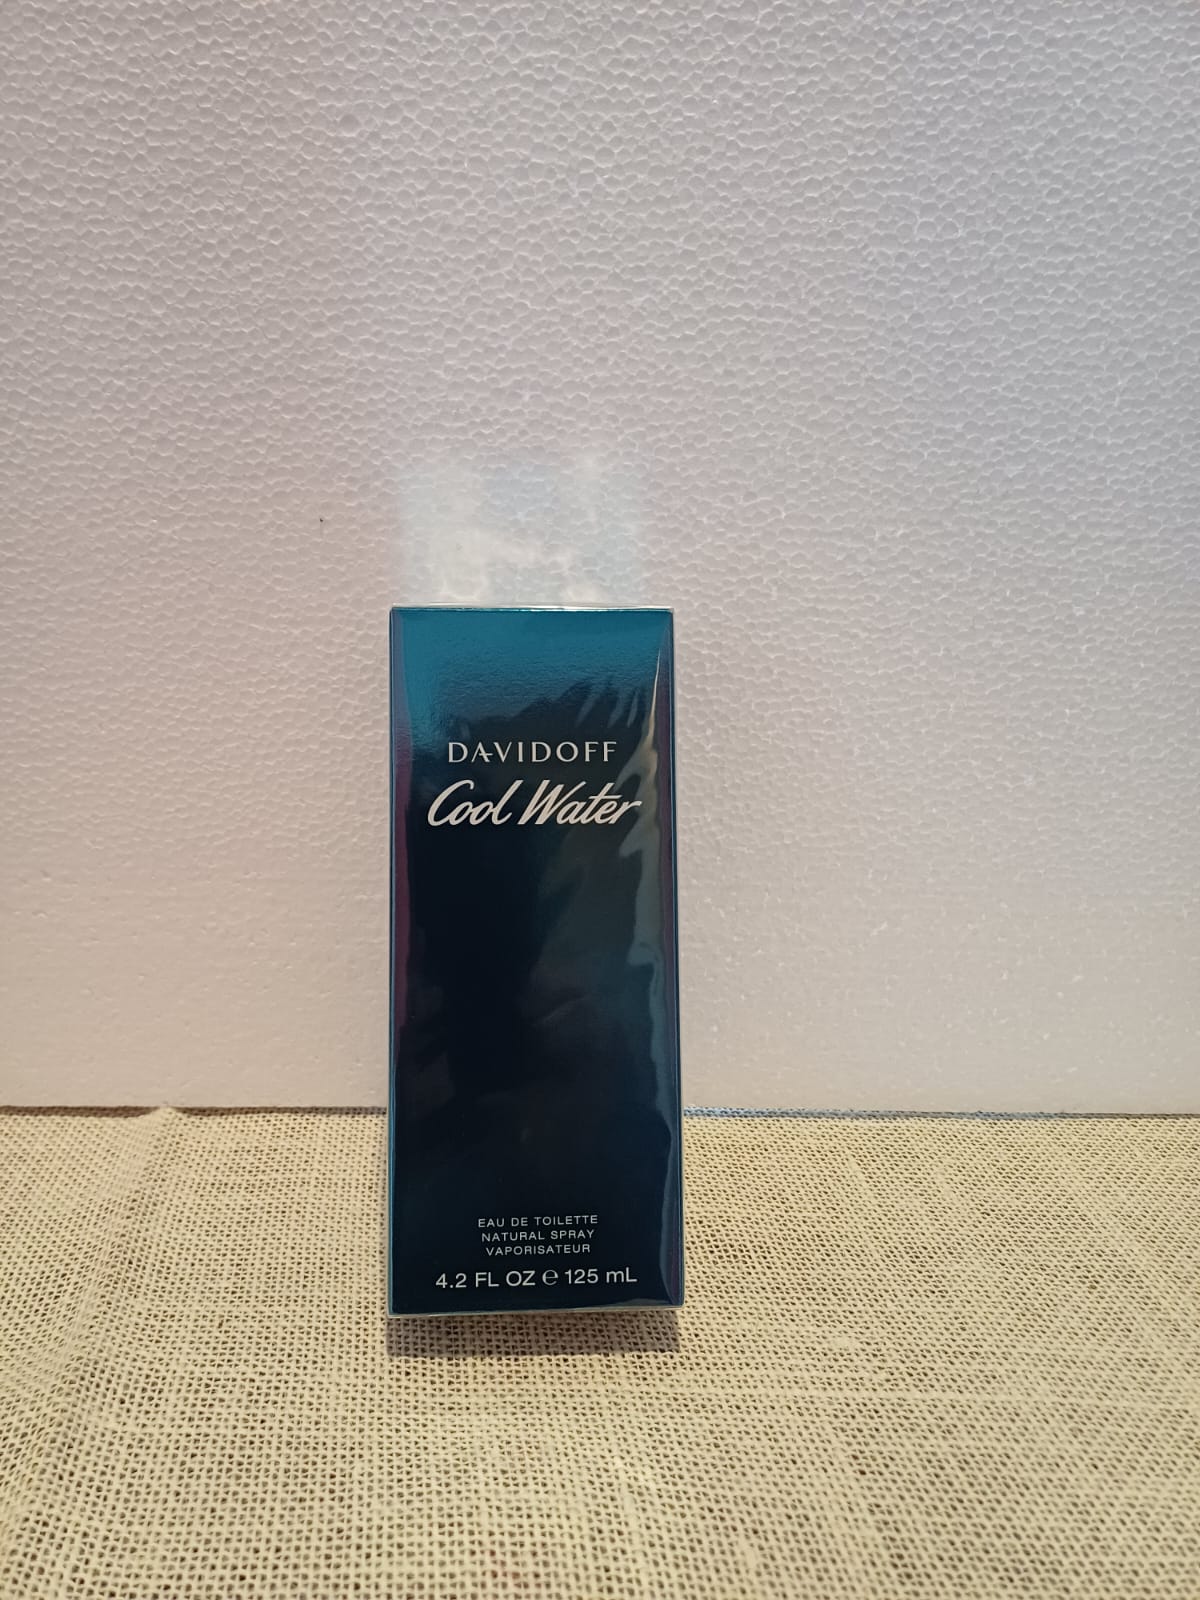 DAVIDOFF
Cool Water
EAU DE TOILETTE
NATURAL SPRAY
VAPORISATEUR
4.2 FL OZ ℮ 125 mL